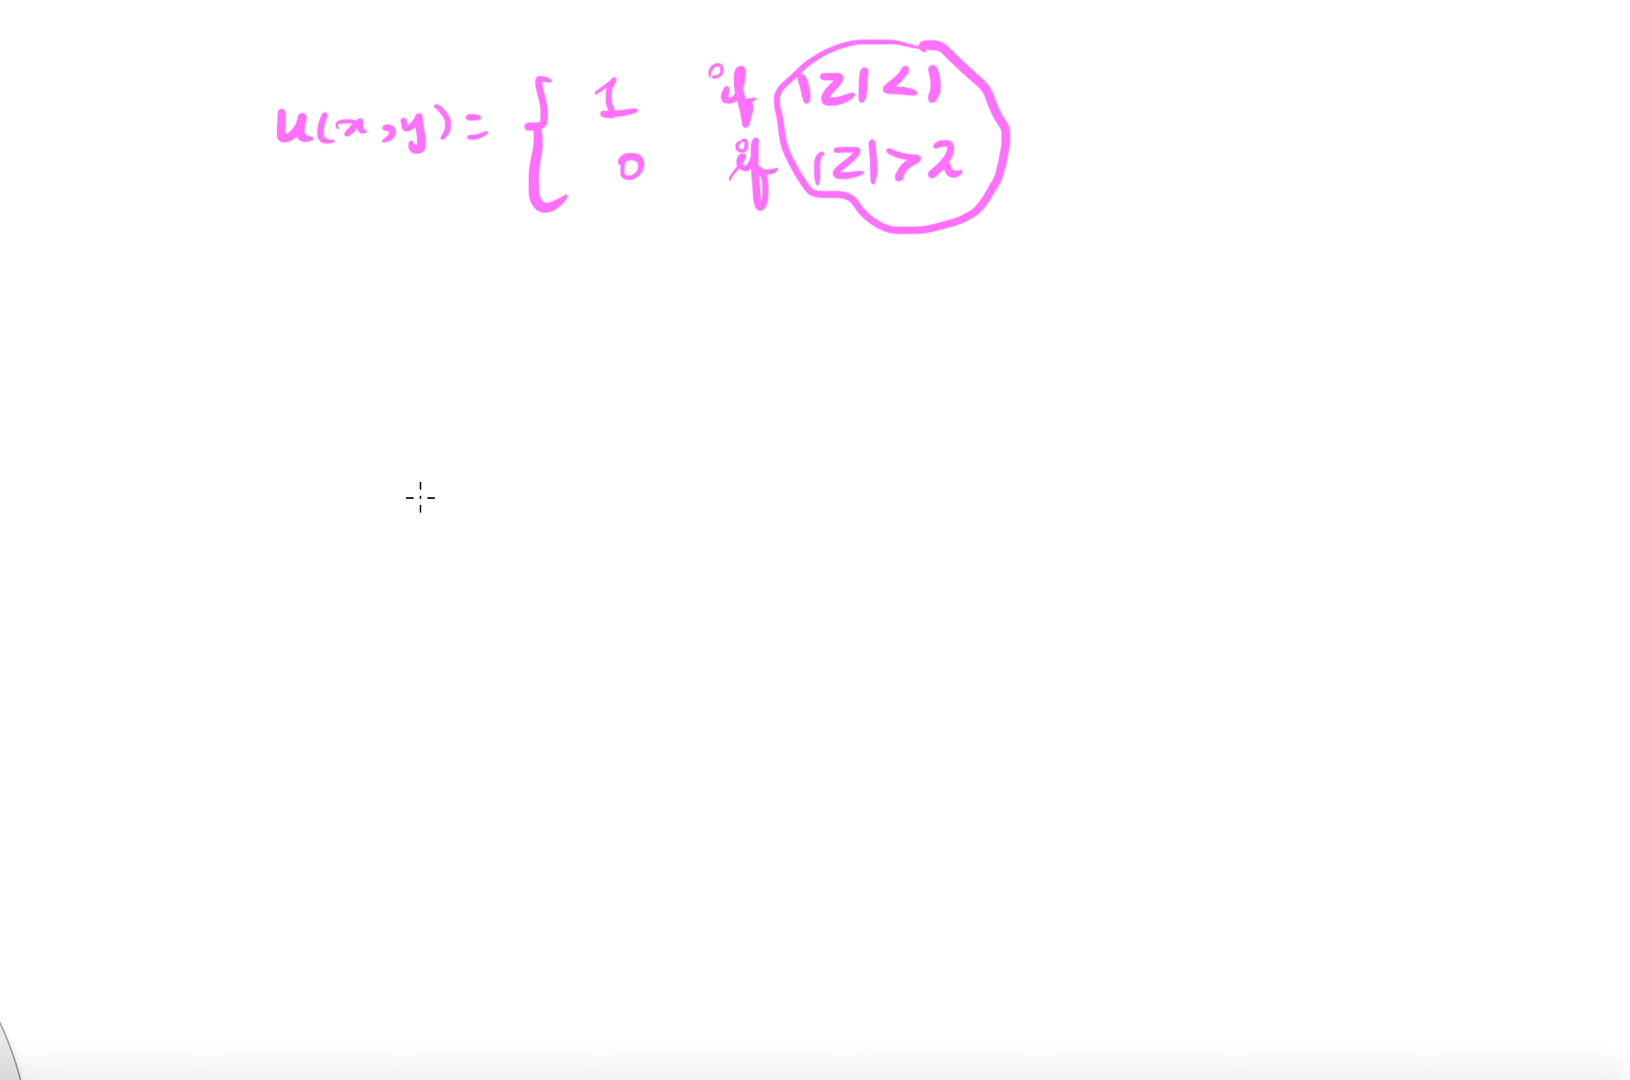 u(x,y) = { 1 if |z|<1
0 if |z|>2